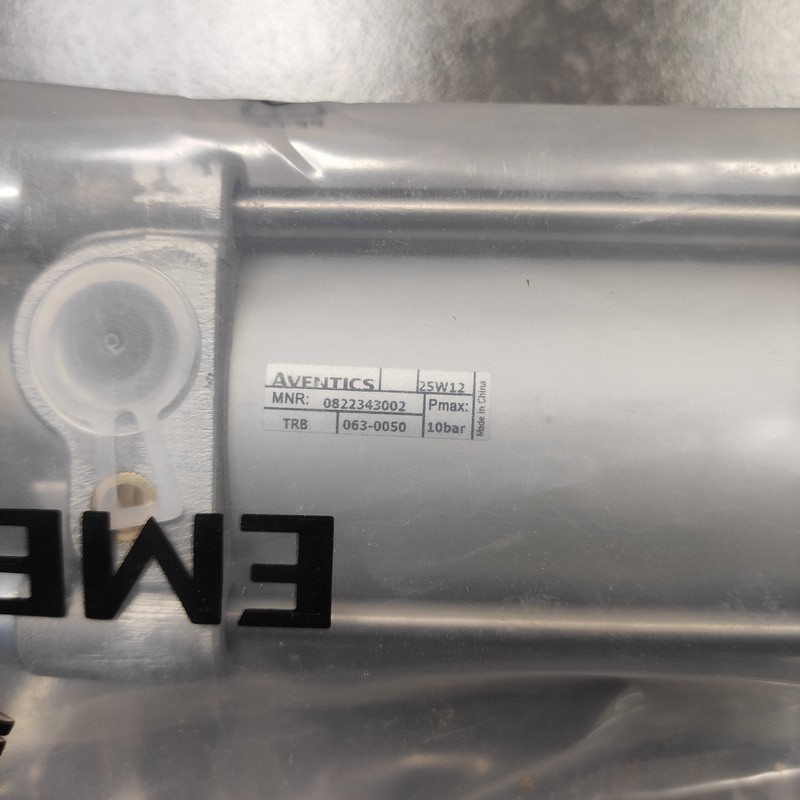 AVENTICS 25W12
MNR: 0822343002 Pmax:
TRB 063-0050 10bar
Made in China
EME